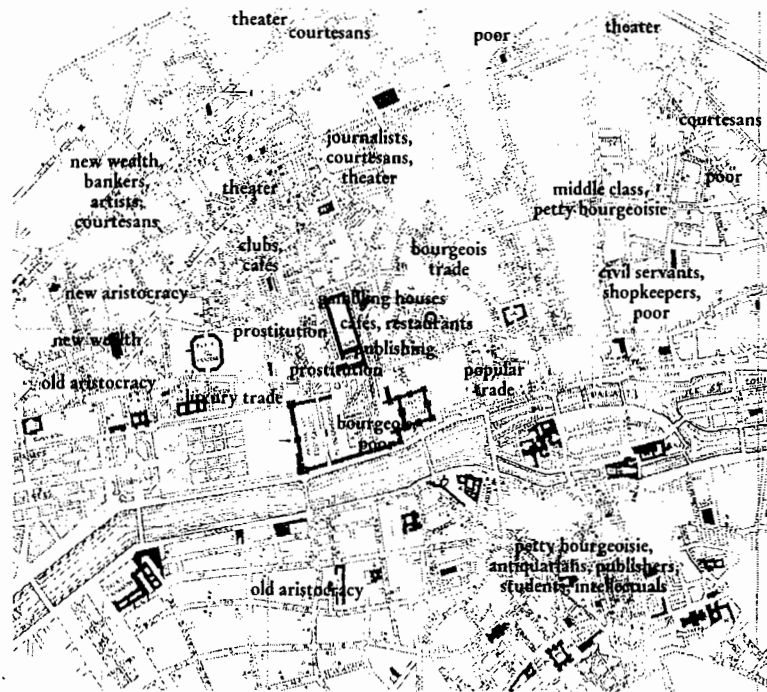 theater
courtesans
poor
theater
courtesans
journalists,
courtesans,
theater
new wealth,
bankers,
artists,
courtesans
theater
poor
middle class,
petty bourgeoisie
clubs,
cafés
bourgeois
trade
civil servants,
shopkeepers,
poor
new aristocracy
gambling houses
cafés, restaurants
prostitution
publishing
new wealth
prostitution
popular
trade
old aristocracy
luxury trade
bourgeois,
poor
petty bourgeoisie,
antiquarians, publishers,
students, intellectuals
old aristocracy